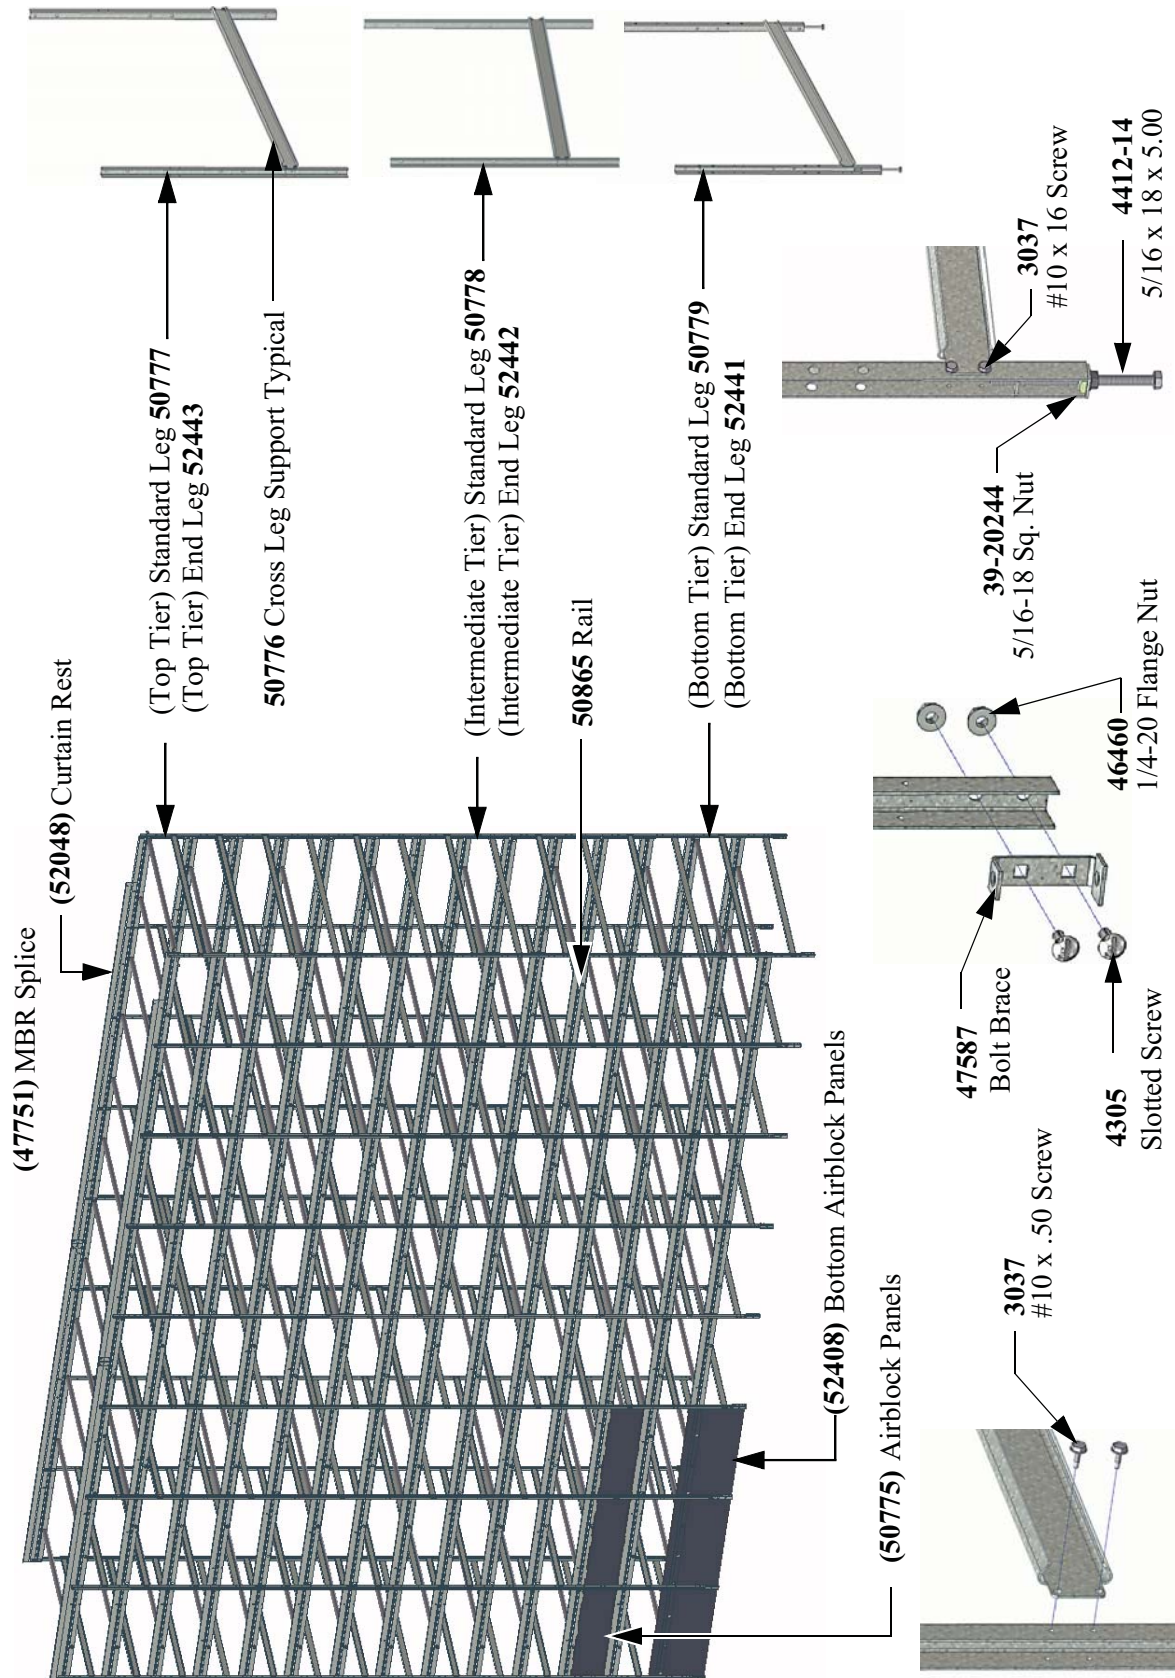 (47751) MBR Splice
(52048) Curtain Rest
(Top Tier) Standard Leg 50777
(Top Tier) End Leg 52443
50776 Cross Leg Support Typical
(Intermediate Tier) Standard Leg 50778
(Intermediate Tier) End Leg 52442
50865 Rail
(Bottom Tier) Standard Leg 50779
(Bottom Tier) End Leg 52441
(52408) Bottom Airblock Panels
(50775) Airblock Panels
3037
#10 x .50 Screw
47587
Bolt Brace
4305
Slotted Screw
46460
1/4-20 Flange Nut
39-20244
5/16-18 Sq. Nut
3037
#10 x 16 Screw
4412-14
5/16 x 18 x 5.00